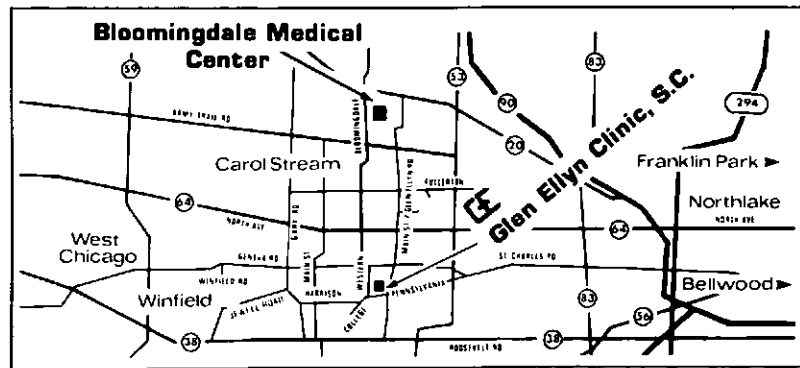 Bloomingdale Medical
Center
59
53
83
90
294
ARMY TRAIL RD
BLOOMINGDALE
20
Glen Ellyn Clinic, S.C.
Carol Stream
Franklin Park
FULLERTON
GLEN ELLYN RD
64
Northlake
NORTH AVE
GARY RD
MAIN ST
NORTH AVE
64
West
Chicago
GENEVA RD
MAIN ST
WESTERN
ST CHARLES RD
WINFIELD RD
Bellwood
Winfield
HARRISON
PENNSYLVANIA
COLLEGE
83
56
38
38
ROOSEVELT RD